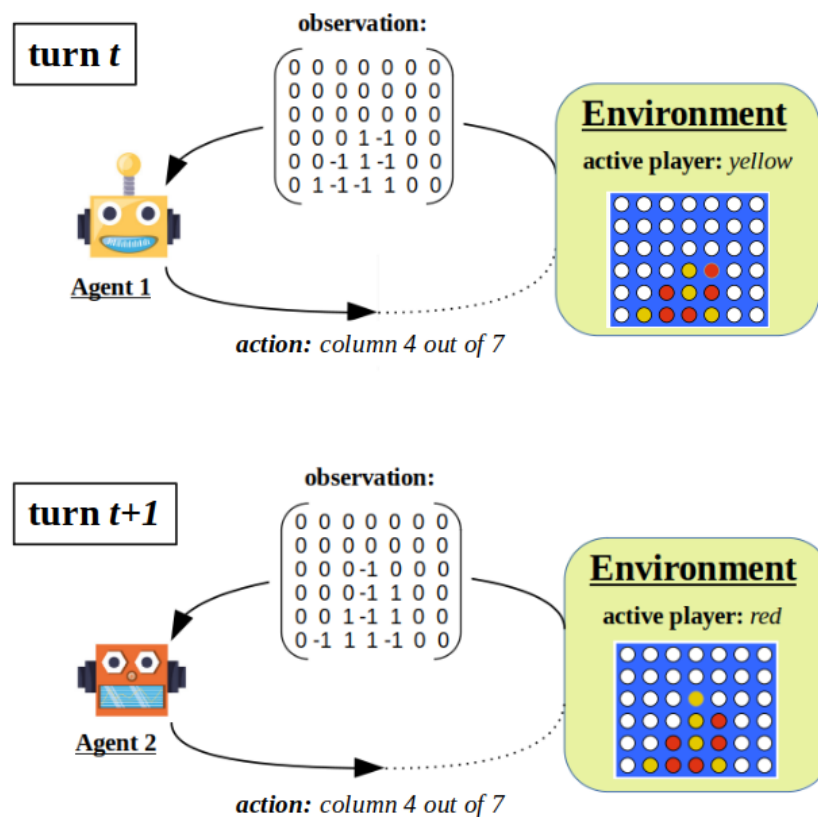 turn t
observation:
0 0 0 0 0 0 0
0 0 0 0 0 0 0
0 0 0 0 0 0 0
0 0 0 1 -1 0 0
0 0 -1 1 -1 0 0
0 1 -1 -1 1 0 0
Environment
active player: yellow
Agent 1
action: column 4 out of 7
turn t+1
observation:
0 0 0 0 0 0 0
0 0 0 0 0 0 0
0 0 0 -1 0 0 0
0 0 0 -1 1 0 0
0 0 1 -1 1 0 0
0 -1 1 1 -1 0 0
Environment
active player: red
Agent 2
action: column 4 out of 7